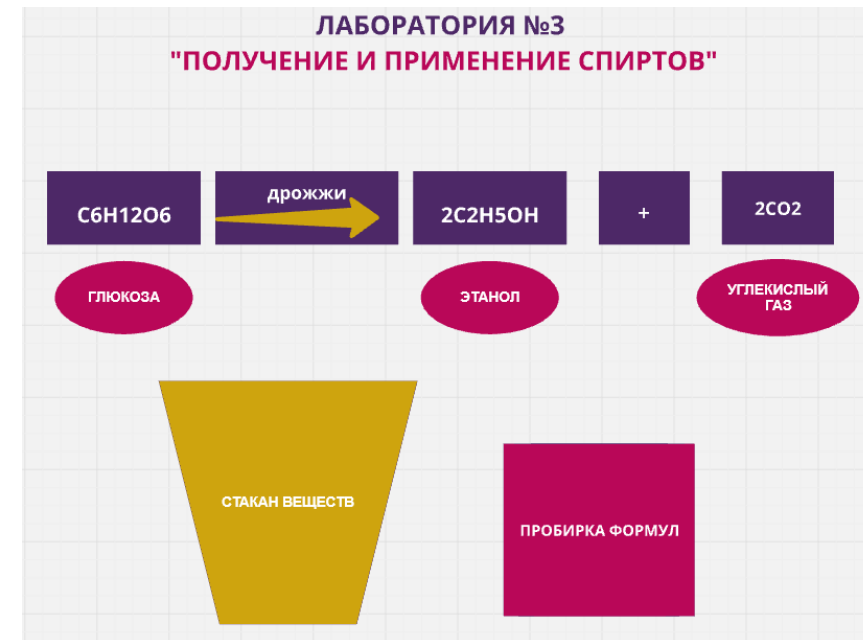 ЛАБОРАТОРИЯ №3
"ПОЛУЧЕНИЕ И ПРИМЕНЕНИЕ СПИРТОВ"
C6H12O6
дрожжи
2C2H5OH
+
2CO2
ГЛЮКОЗА
ЭТАНОЛ
УГЛЕКИСЛЫЙ
ГАЗ
СТАКАН ВЕЩЕСТВ
ПРОБИРКА ФОРМУЛ